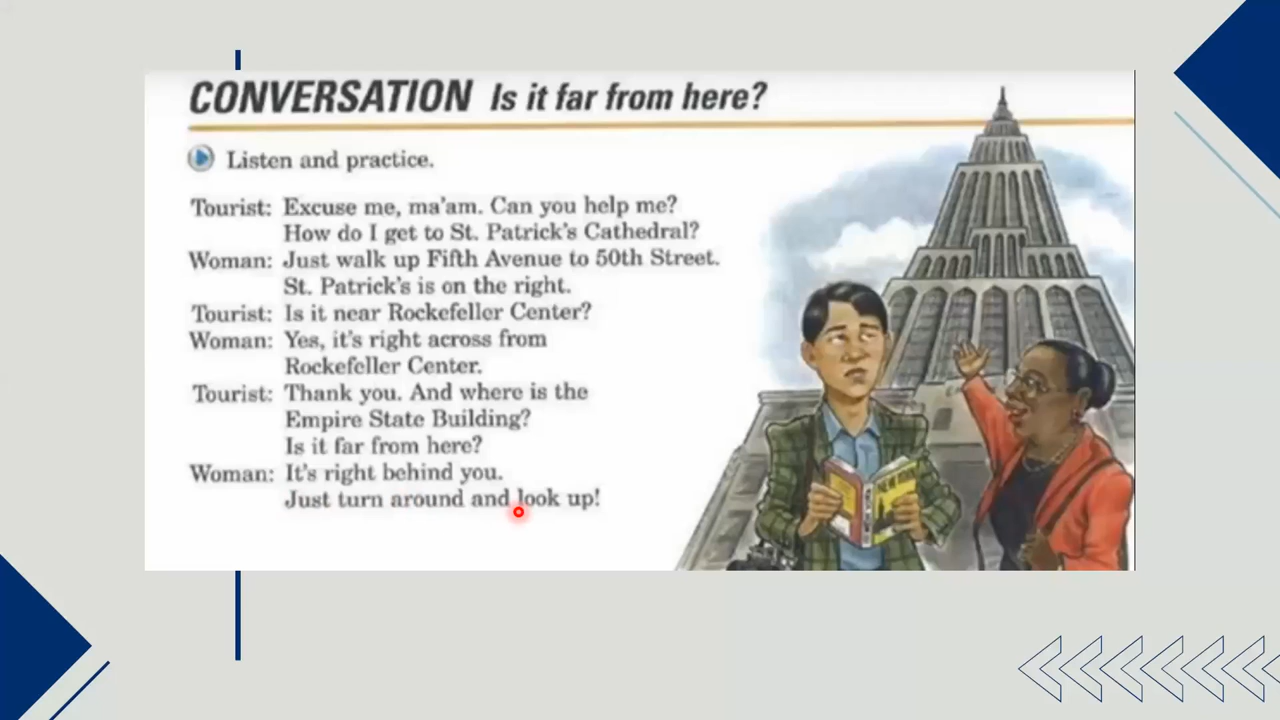 CONVERSATION Is it far from here?
Listen and practice.
Tourist: Excuse me, ma'am. Can you help me?
How do I get to St. Patrick's Cathedral?
Woman: Just walk up Fifth Avenue to 50th Street.
St. Patrick's is on the right.
Tourist: Is it near Rockefeller Center?
Woman: Yes, it's right across from
Rockefeller Center.
Tourist: Thank you. And where is the
Empire State Building?
Is it far from here?
Woman: It's right behind you.
Just turn around and look up!